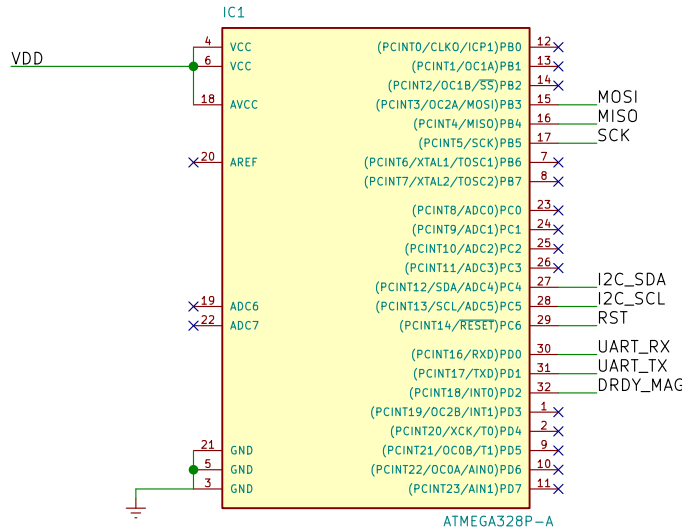 IC1
VDD
4 VCC (PCINT0/CLKO/ICP1)PB0 12
6 VCC (PCINT1/OC1A)PB1 13
(PCINT2/OC1B/SS)PB2 14
18 AVCC (PCINT3/OC2A/MOSI)PB3 15 MOSI
(PCINT4/MISO)PB4 16 MISO
(PCINT5/SCK)PB5 17 SCK
20 AREF (PCINT6/XTAL1/TOSC1)PB6 7
(PCINT7/XTAL2/TOSC2)PB7 8
(PCINT8/ADC0)PC0 23
(PCINT9/ADC1)PC1 24
(PCINT10/ADC2)PC2 25
(PCINT11/ADC3)PC3 26
(PCINT12/SDA/ADC4)PC4 27 I2C_SDA
19 ADC6 (PCINT13/SCL/ADC5)PC5 28 I2C_SCL
22 ADC7 (PCINT14/RESET)PC6 29 RST
(PCINT16/RXD)PD0 30 UART_RX
(PCINT17/TXD)PD1 31 UART_TX
(PCINT18/INT0)PD2 32 DRDY_MAG
(PCINT19/OC2B/INT1)PD3 1
(PCINT20/XCK/T0)PD4 2
21 GND (PCINT21/OC0B/T1)PD5 9
5 GND (PCINT22/OC0A/AIN0)PD6 10
3 GND (PCINT23/AIN1)PD7 11
ATMEGA328P-A